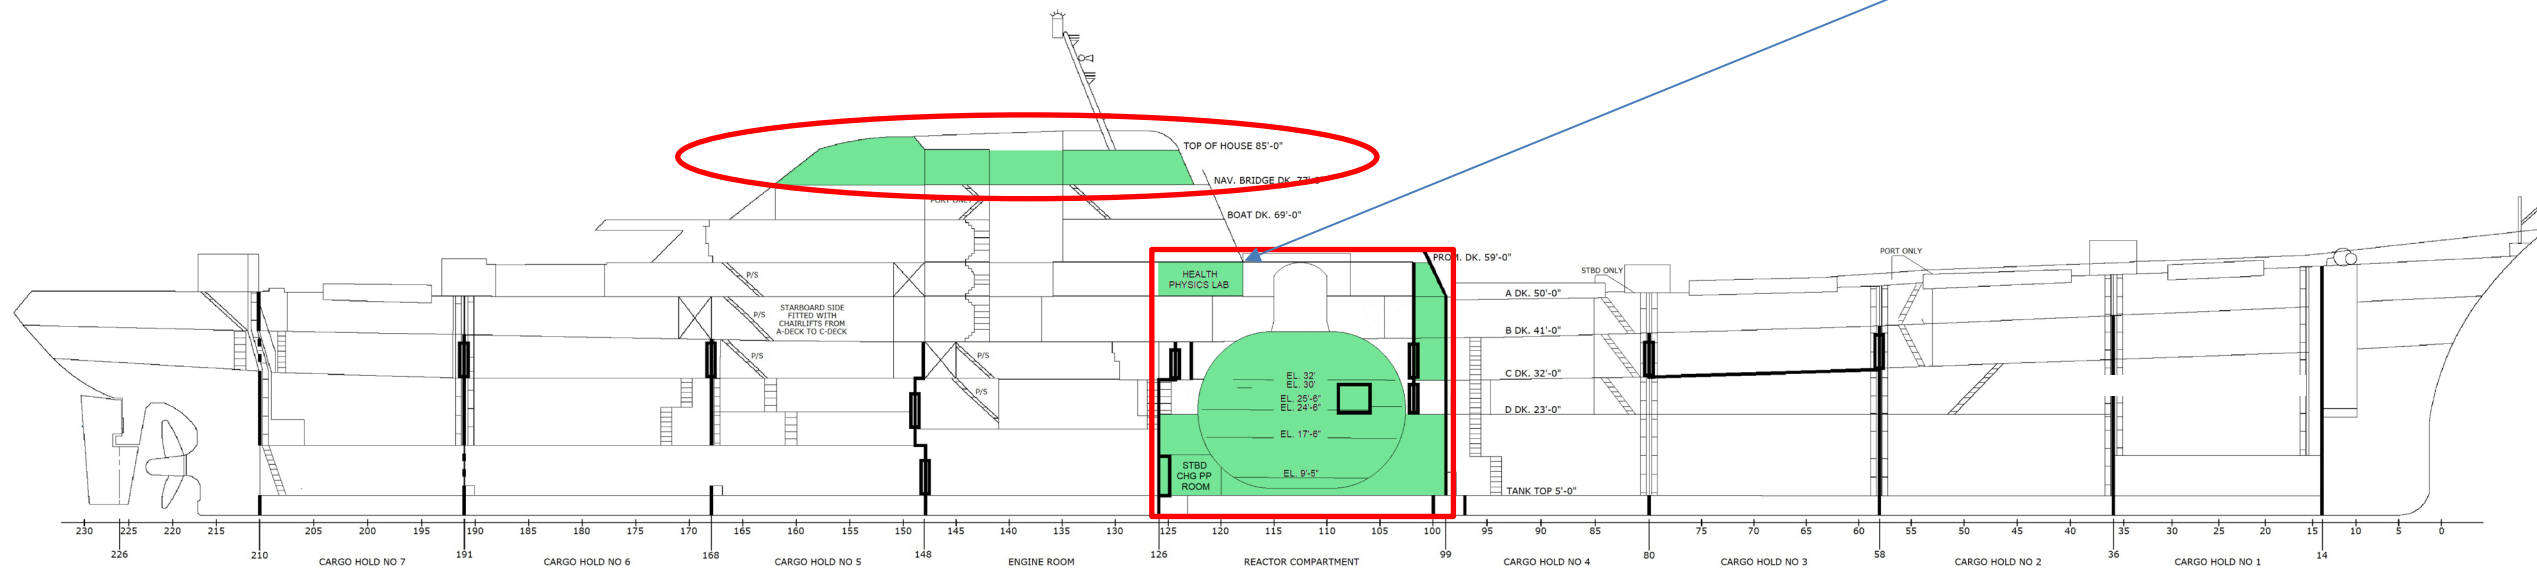 TOP OF HOUSE 85'-0"
NAV. BRIDGE DK. 77'-0"
PORT ONLY
BOAT DK. 69'-0"
PROM. DK. 59'-0"
PORT ONLY
STBD ONLY
HEALTH
PHYSICS LAB
P/S
A DK. 50'-0"
STARBOARD SIDE
FITTED WITH
CHAIRLIFTS FROM
A-DECK TO C-DECK
P/S
B DK. 41'-0"
P/S
P/S
C DK. 32'-0"
EL. 32'
EL. 30'
P/S
EL. 25'-6"
EL. 24'-6"
D DK. 23'-0"
EL. 17'-6"
STBD
CHG PP
ROOM
EL. 9'-5"
TANK TOP 5'-0"
230 225 220 215 205 200 195 190 185 180 175 170 165 160 155 150 145 140 135 130 125 120 115 110 105 100 95 90 85 75 70 65 60 55 50 45 40 35 30 25 20 15 10 5 0
226 210 191 168 148 126 99 80 58 36 14
CARGO HOLD NO 7 CARGO HOLD NO 6 CARGO HOLD NO 5 ENGINE ROOM REACTOR COMPARTMENT CARGO HOLD NO 4 CARGO HOLD NO 3 CARGO HOLD NO 2 CARGO HOLD NO 1